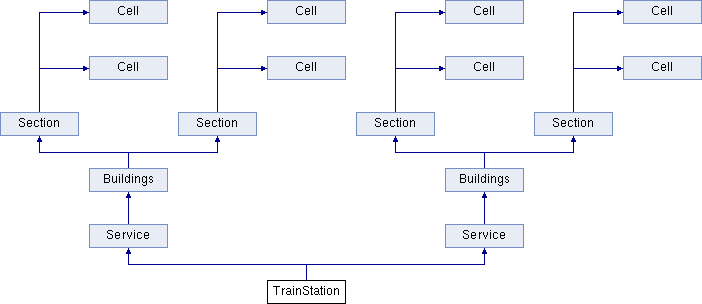 Cell Cell Cell Cell
Cell Cell Cell Cell
Section Section Section Section
Buildings Buildings
Service Service
TrainStation